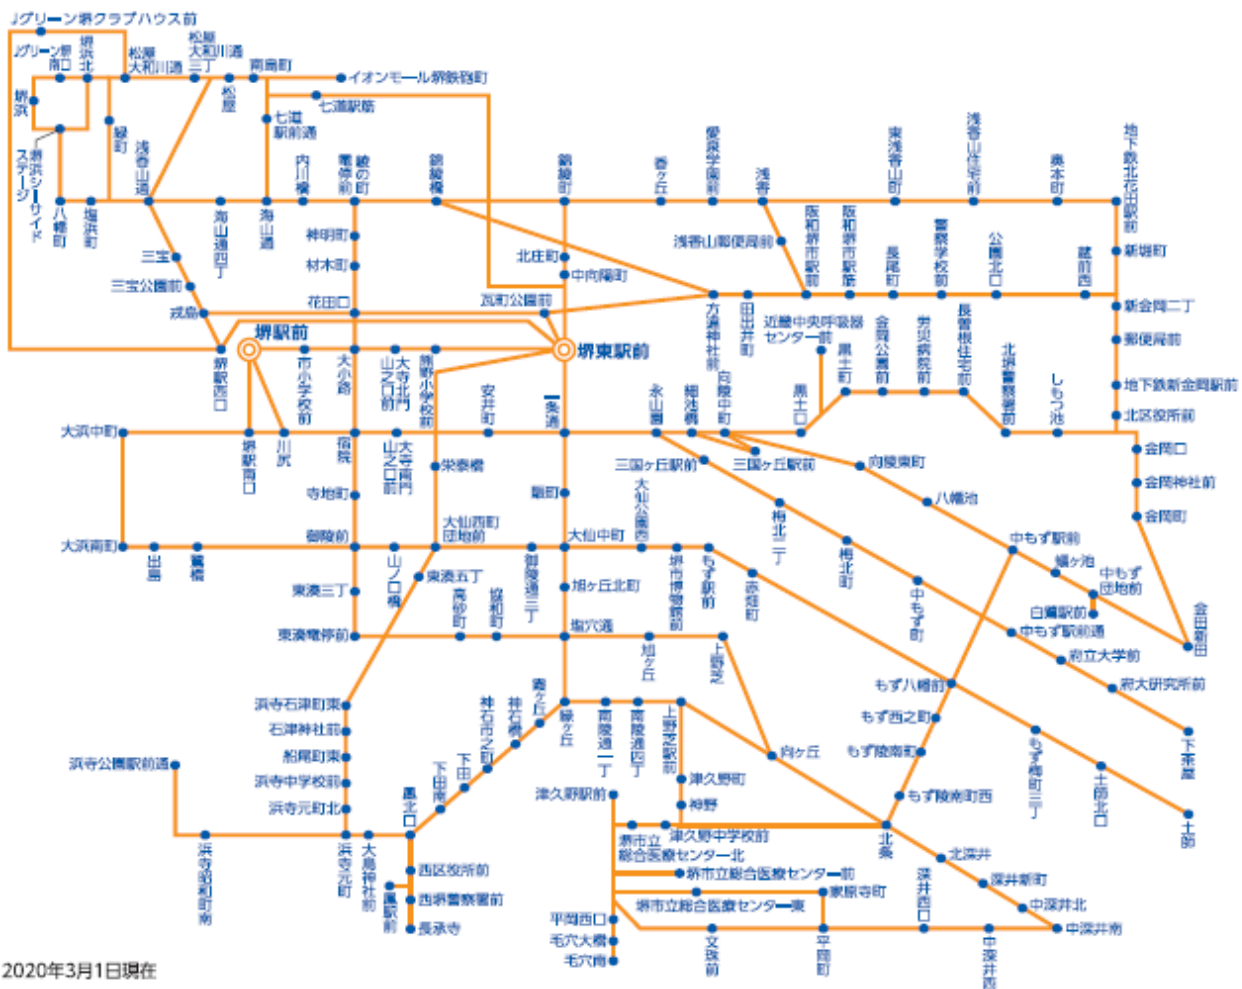 Jグリーン堺クラブハウス前
Jグリーン堺
南口
堺浜北
松屋
大和川通
松屋
大和川通
三丁
南島町
イオンモール堺鉄砲町
堺浜
緑町
浅香山通
松屋
七道
駅前通
七道駅筋
堺浜シーサイド
ステージ
八幡町
塩浜町
海山通四丁
海山通
内川橋
綾の町
電停前
錦綾橋
錦綾町
香ヶ丘
愛泉学園前
浅香
東浅香山町
浅香山住宅前
奥本町
地下鉄北花田駅前
三宝
三宝公園前
戎島
神明町
材木町
花田口
北庄町
中向陽町
瓦町公園前
浅香山郵便局前
阪和堺市駅前
阪和堺市駅筋
長尾町
警察学校前
公園北口
蔵前西
新堀町
新金岡二丁
郵便局前
地下鉄新金岡駅前
北区役所前
堺駅西口
堺駅前
市小学校前
大小路
大寺北門
山之口前
熊野小学校前
堺東駅前
方違神社前
田出井町
近畿中央呼吸器
センター前
黒土町
金岡公園前
労災病院前
長曽根住宅前
北堺警察署前
しもつ池
大浜中町
堺駅南口
川尻
宿院
大寺南門
山之口前
安井町
一条通
永山園
細池橋
向陵中町
黒土口
金岡口
金岡神社前
金岡町
栄橋
三国ヶ丘駅前
三国ヶ丘駅前
向陵東町
八幡池
寺地町
大仙西町
団地前
大仙中町
大仙公園西
梅北二丁
梅北町
中もず駅前
大浜南町
出島
御陵前
山ノ口橋
御陵通三丁
堺市博物館前
もず駅前
赤畑町
中もず町
中もず
団地前
白鷺駅前
金田新田
東湊三丁
東湊五丁
旭ヶ丘北町
中もず駅前通
府立大学前
府大研究所前
下茶屋
東湊電停前
高砂町
協和町
塩穴通
旭ヶ丘
上野芝
もず八幡前
もず西之町
もず陵南町
もず陵南町西
もず梅町三丁
土師北口
土師
浜寺石津町東
石津神社前
船尾町東
浜寺中学校前
浜寺元町北
霞ヶ丘
神石橋
神石市之町
下田
下田南
鳳北口
緑ヶ丘
南陵通一丁
南陵通四丁
上野芝駅前
向ヶ丘
津久野町
神野
浜寺公園駅前通
津久野駅前
浜寺昭和町南
浜寺元町
大鳥神社前
西区役所前
鳳駅前
西堺警察署前
長承寺
堺市立
総合医療センター北
津久野中学校前
北条
北深井
深井新町
中深井北
中深井南
堺市立総合医療センター前
堺市立総合医療センター東
家原寺町
深井西口
平岡西口
毛穴大橋
毛穴南
文珠前
平岡町
中深井西
2020年3月1日現在